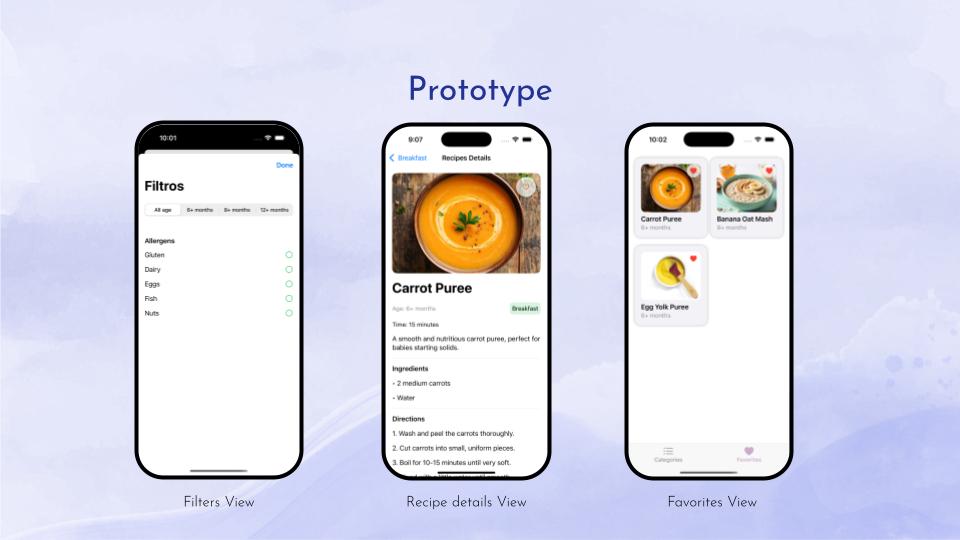 Prototype
10:01
Done
Filtros
All age
6+ months
8+ months
12+ months
Allergens
Gluten
Dairy
Eggs
Fish
Nuts
Filters View
9:07
Breakfast
Recipes Details
Carrot Puree
Age: 6+ months
Breakfast
Time: 15 minutes
A smooth and nutritious carrot puree, perfect for
babies starting solids.
Ingredients
• 2 medium carrots
• Water
Directions
1. Wash and peel the carrots thoroughly.
2. Cut carrots into small, uniform pieces.
3. Boil for 10-15 minutes until very soft.
Recipe details View
10:02
Carrot Puree
6+ months
Banana Oat Mash
8+ months
Egg Yolk Puree
6+ months
Categories
Favorites
Favorites View